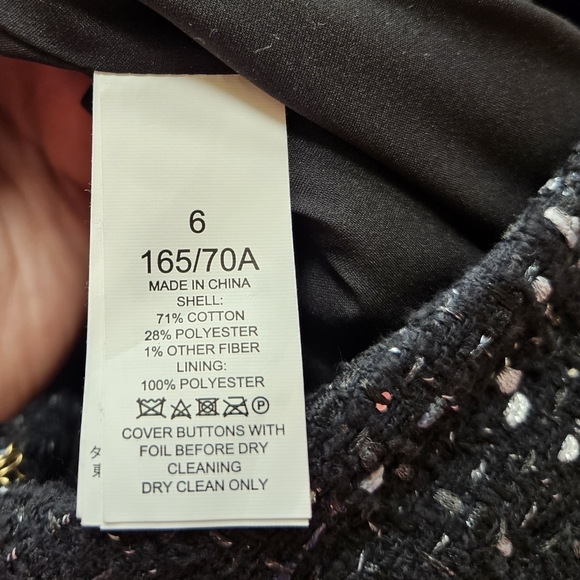 6
165/70A
MADE IN CHINA
SHELL:
71% COTTON
28% POLYESTER
1% OTHER FIBER
LINING:
100% POLYESTER
P
COVER BUTTONS WITH
FOIL BEFORE DRY
CLEANING
DRY CLEAN ONLY